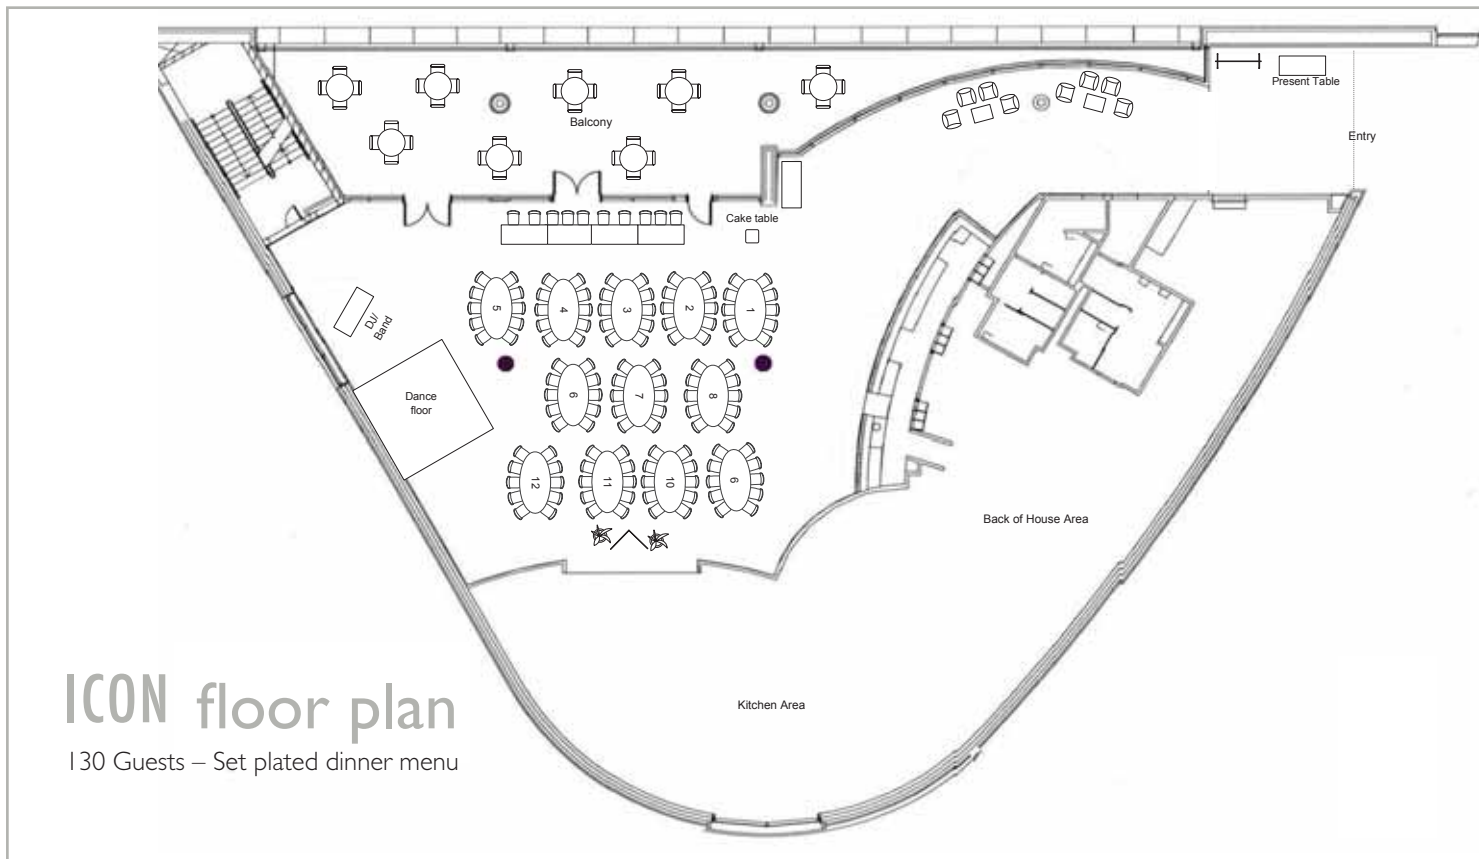 Present Table
Balcony
Entry
Cake table
DJ/
Band
5
4
3
2
1
Dance
floor
6
7
8
12
11
10
9
Back of House Area
Kitchen Area
ICON floor plan
130 Guests – Set plated dinner menu